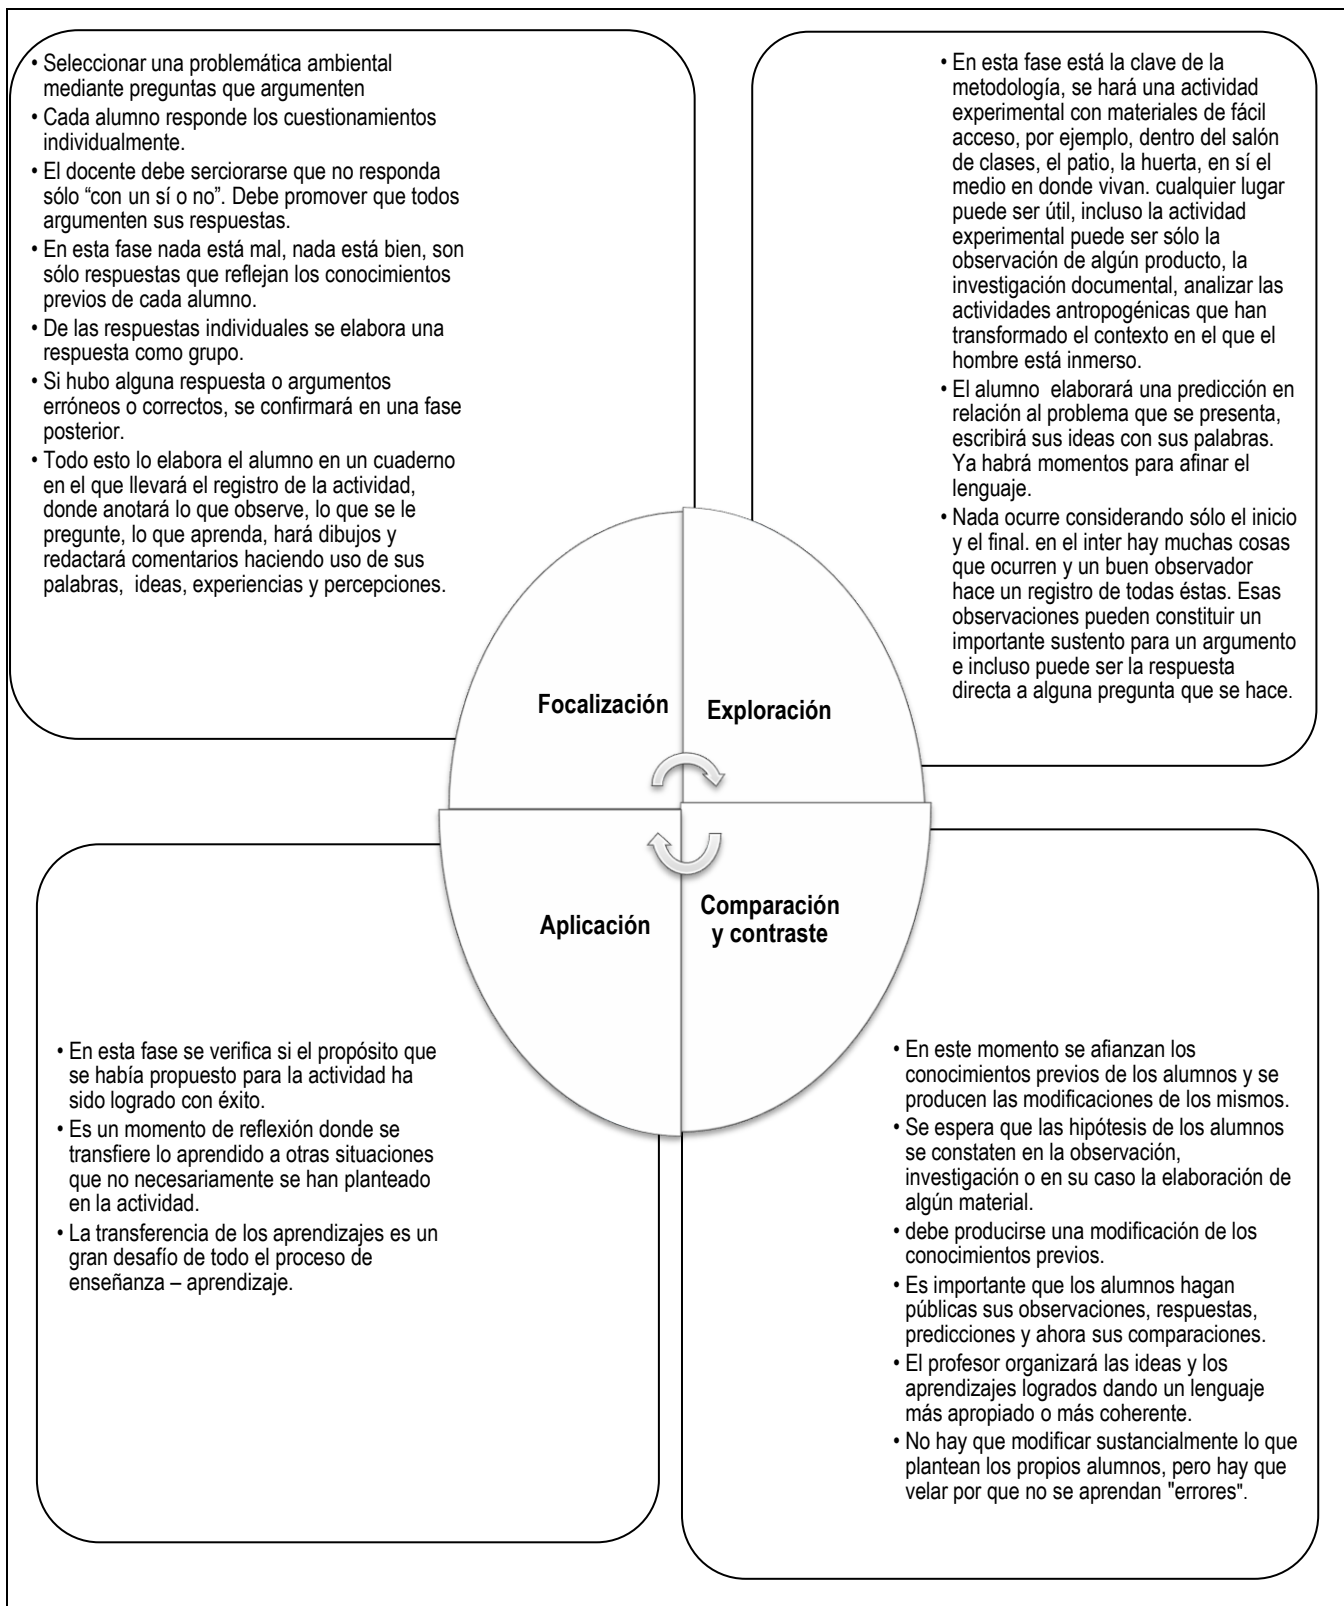 • Seleccionar una problemática ambiental
mediante preguntas que argumenten
• Cada alumno responde los cuestionamientos
individualmente.
• El docente debe serciorarse que no responda
sólo “con un sí o no”. Debe promover que todos
argumenten sus respuestas.
• En esta fase nada está mal, nada está bien, son
sólo respuestas que reflejan los conocimientos
previos de cada alumno.
• De las respuestas individuales se elabora una
respuesta como grupo.
• Si hubo alguna respuesta o argumentos
erróneos o correctos, se confirmará en una fase
posterior.
• Todo esto lo elabora el alumno en un cuaderno
en el que llevará el registro de la actividad,
donde anotará lo que observe, lo que se le
pregunte, lo que aprenda, hará dibujos y
redactará comentarios haciendo uso de sus
palabras, ideas, experiencias y percepciones.
• En esta fase está la clave de la
metodología, se hará una actividad
experimental con materiales de fácil
acceso, por ejemplo, dentro del salón
de clases, el patio, la huerta, en sí el
medio en donde vivan. cualquier lugar
puede ser útil, incluso la actividad
experimental puede ser sólo la
observación de algún producto, la
investigación documental, analizar las
actividades antropogénicas que han
transformado el contexto en el que el
hombre está inmerso.
• El alumno elaborará una predicción en
relación al problema que se presenta,
escribirá sus ideas con sus palabras.
Ya habrá momentos para afinar el
lenguaje.
• Nada ocurre considerando sólo el inicio
y el final. en el inter hay muchas cosas
que ocurren y un buen observador
hace un registro de todas éstas. Esas
observaciones pueden constituir un
importante sustento para un argumento
e incluso puede ser la respuesta
directa a alguna pregunta que se hace.
Focalización
Exploración
Aplicación
Comparación
y contraste
• En esta fase se verifica si el propósito que
se había propuesto para la actividad ha
sido logrado con éxito.
• Es un momento de reflexión donde se
transfiere lo aprendido a otras situaciones
que no necesariamente se han planteado
en la actividad.
• La transferencia de los aprendizajes es un
gran desafío de todo el proceso de
enseñanza – aprendizaje.
• En este momento se afianzan los
conocimientos previos de los alumnos y se
producen las modificaciones de los mismos.
• Se espera que las hipótesis de los alumnos
se constaten en la observación,
investigación o en su caso la elaboración de
algún material.
• debe producirse una modificación de los
conocimientos previos.
• Es importante que los alumnos hagan
públicas sus observaciones, respuestas,
predicciones y ahora sus comparaciones.
• El profesor organizará las ideas y los
aprendizajes logrados dando un lenguaje
más apropiado o más coherente.
• No hay que modificar sustancialmente lo que
plantean los propios alumnos, pero hay que
velar por que no se aprendan "errores".